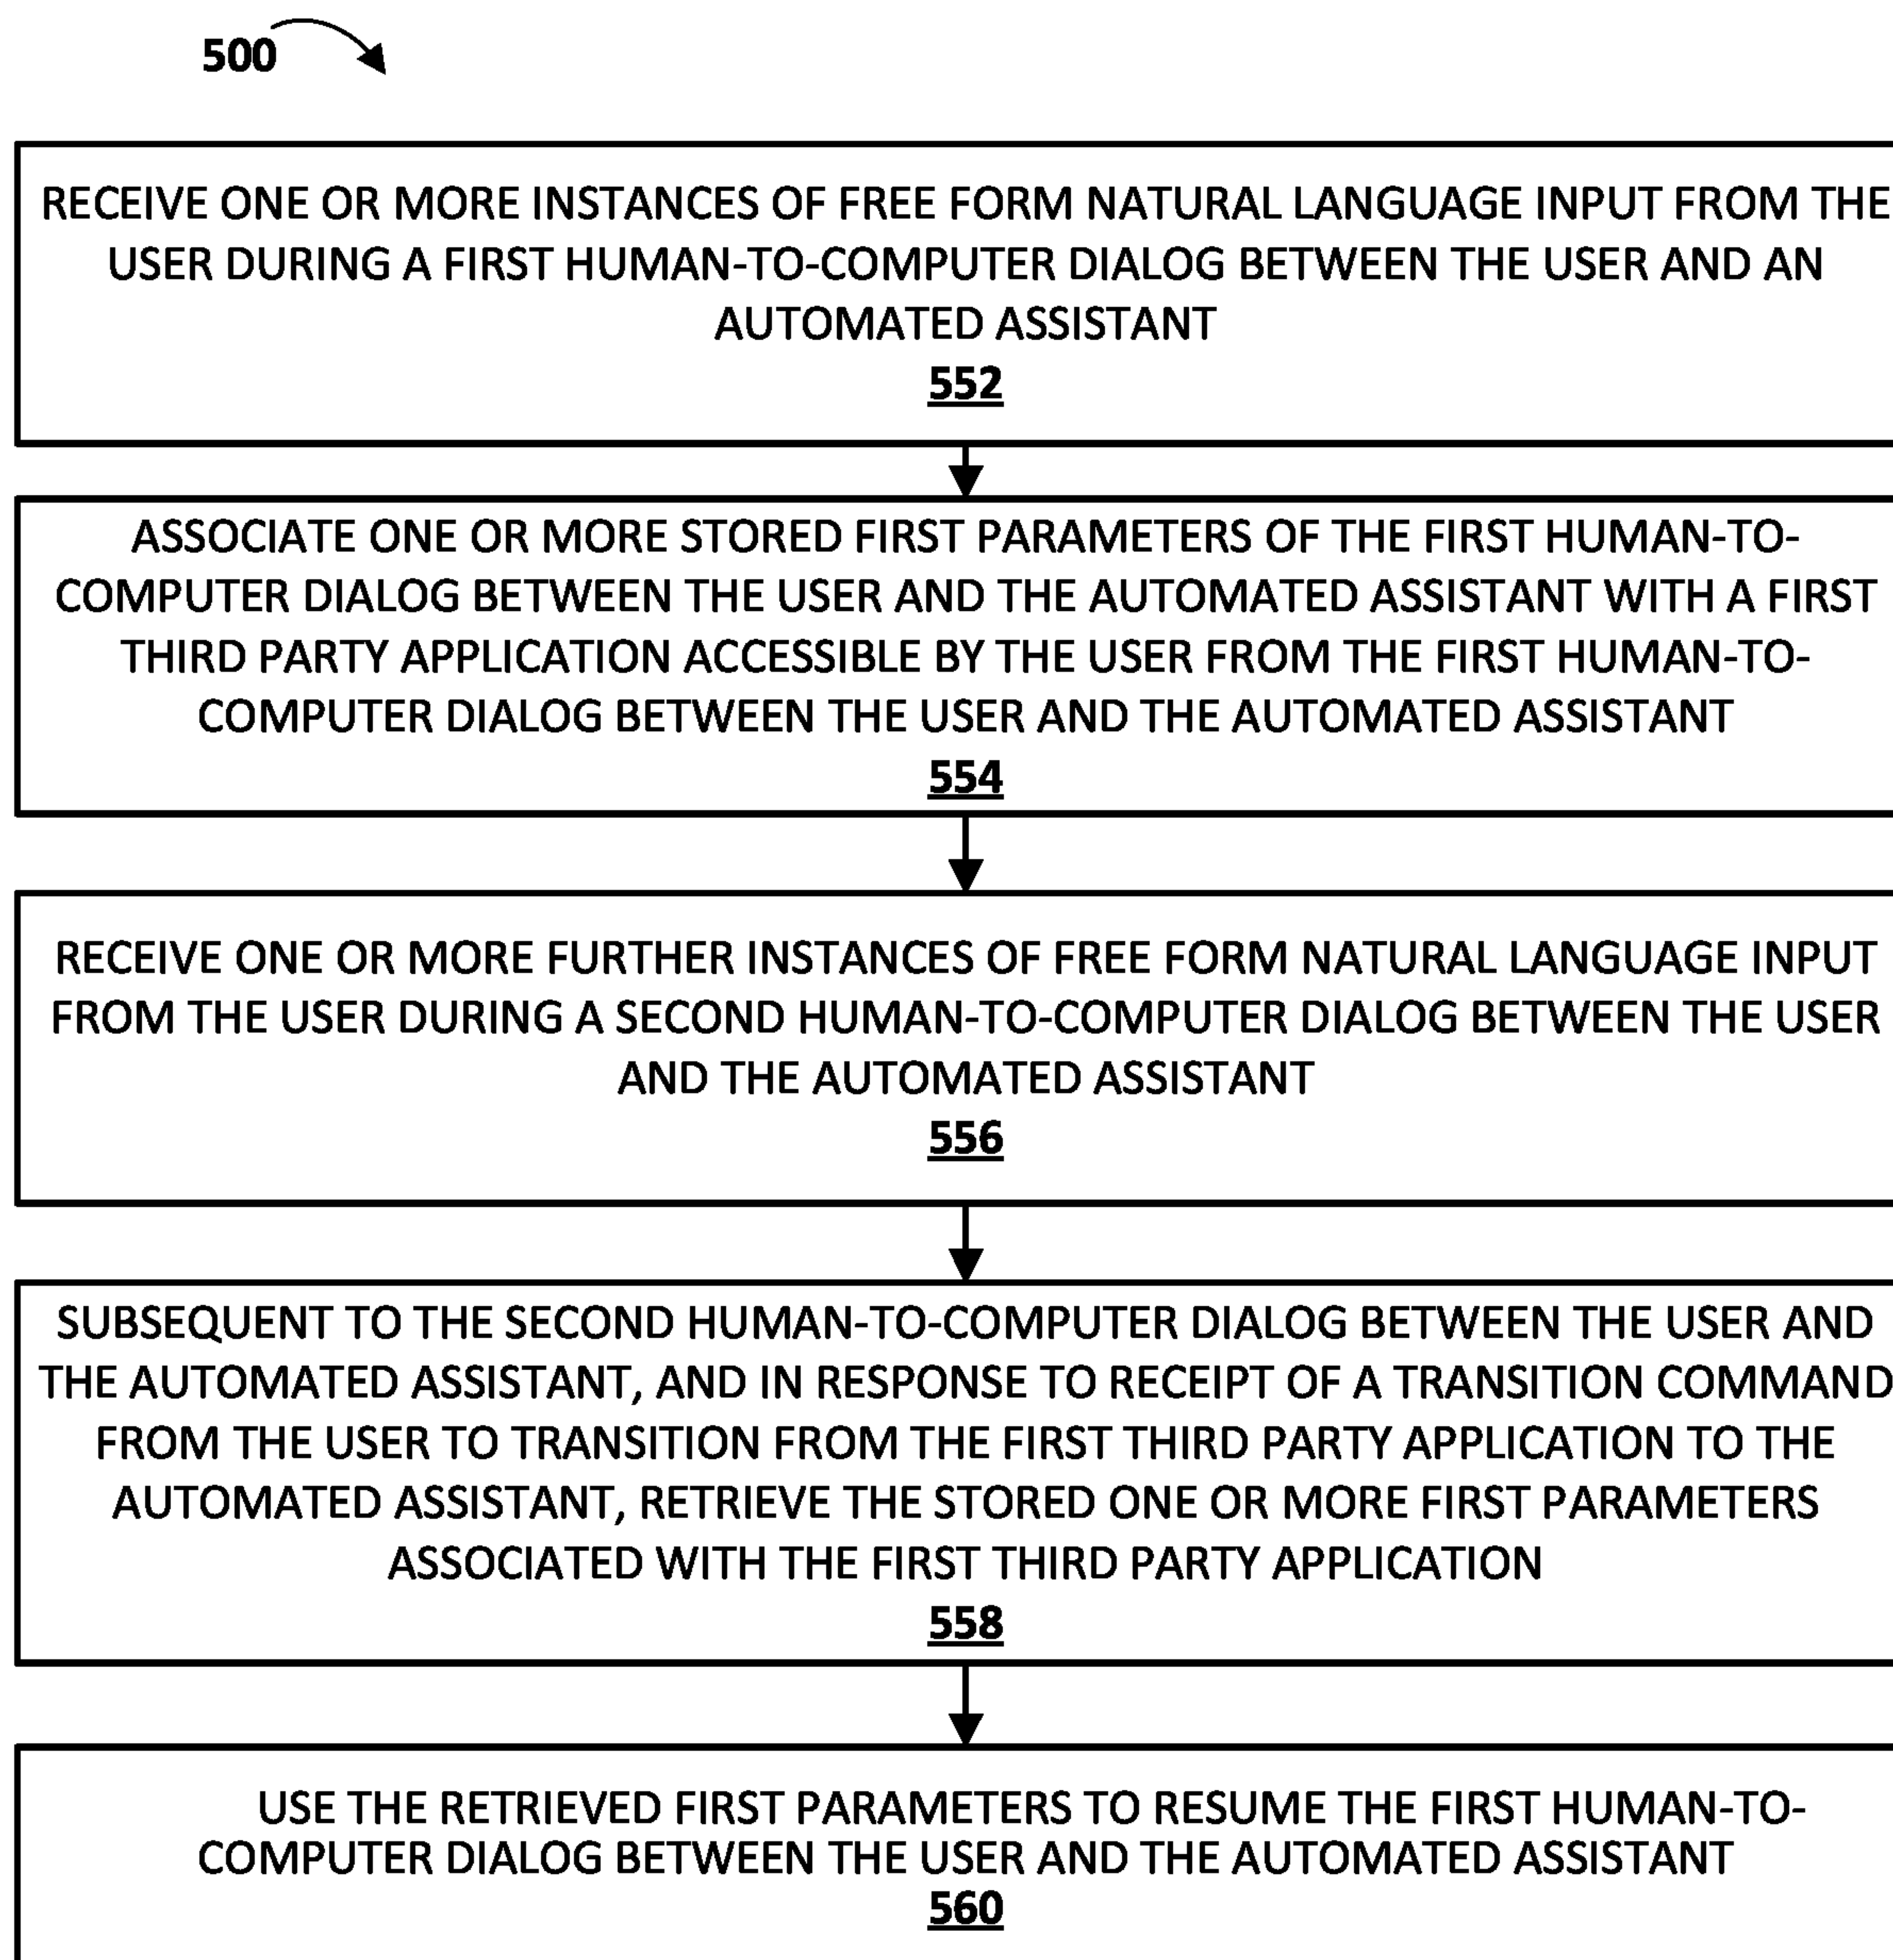 500
RECEIVE ONE OR MORE INSTANCES OF FREE FORM NATURAL LANGUAGE INPUT FROM THE
USER DURING A FIRST HUMAN-TO-COMPUTER DIALOG BETWEEN THE USER AND AN
AUTOMATED ASSISTANT
552
ASSOCIATE ONE OR MORE STORED FIRST PARAMETERS OF THE FIRST HUMAN-TO-
COMPUTER DIALOG BETWEEN THE USER AND THE AUTOMATED ASSISTANT WITH A FIRST
THIRD PARTY APPLICATION ACCESSIBLE BY THE USER FROM THE FIRST HUMAN-TO-
COMPUTER DIALOG BETWEEN THE USER AND THE AUTOMATED ASSISTANT
554
RECEIVE ONE OR MORE FURTHER INSTANCES OF FREE FORM NATURAL LANGUAGE INPUT
FROM THE USER DURING A SECOND HUMAN-TO-COMPUTER DIALOG BETWEEN THE USER
AND THE AUTOMATED ASSISTANT
556
SUBSEQUENT TO THE SECOND HUMAN-TO-COMPUTER DIALOG BETWEEN THE USER AND
THE AUTOMATED ASSISTANT, AND IN RESPONSE TO RECEIPT OF A TRANSITION COMMAND
FROM THE USER TO TRANSITION FROM THE FIRST THIRD PARTY APPLICATION TO THE
AUTOMATED ASSISTANT, RETRIEVE THE STORED ONE OR MORE FIRST PARAMETERS
ASSOCIATED WITH THE FIRST THIRD PARTY APPLICATION
558
USE THE RETRIEVED FIRST PARAMETERS TO RESUME THE FIRST HUMAN-TO-
COMPUTER DIALOG BETWEEN THE USER AND THE AUTOMATED ASSISTANT
560